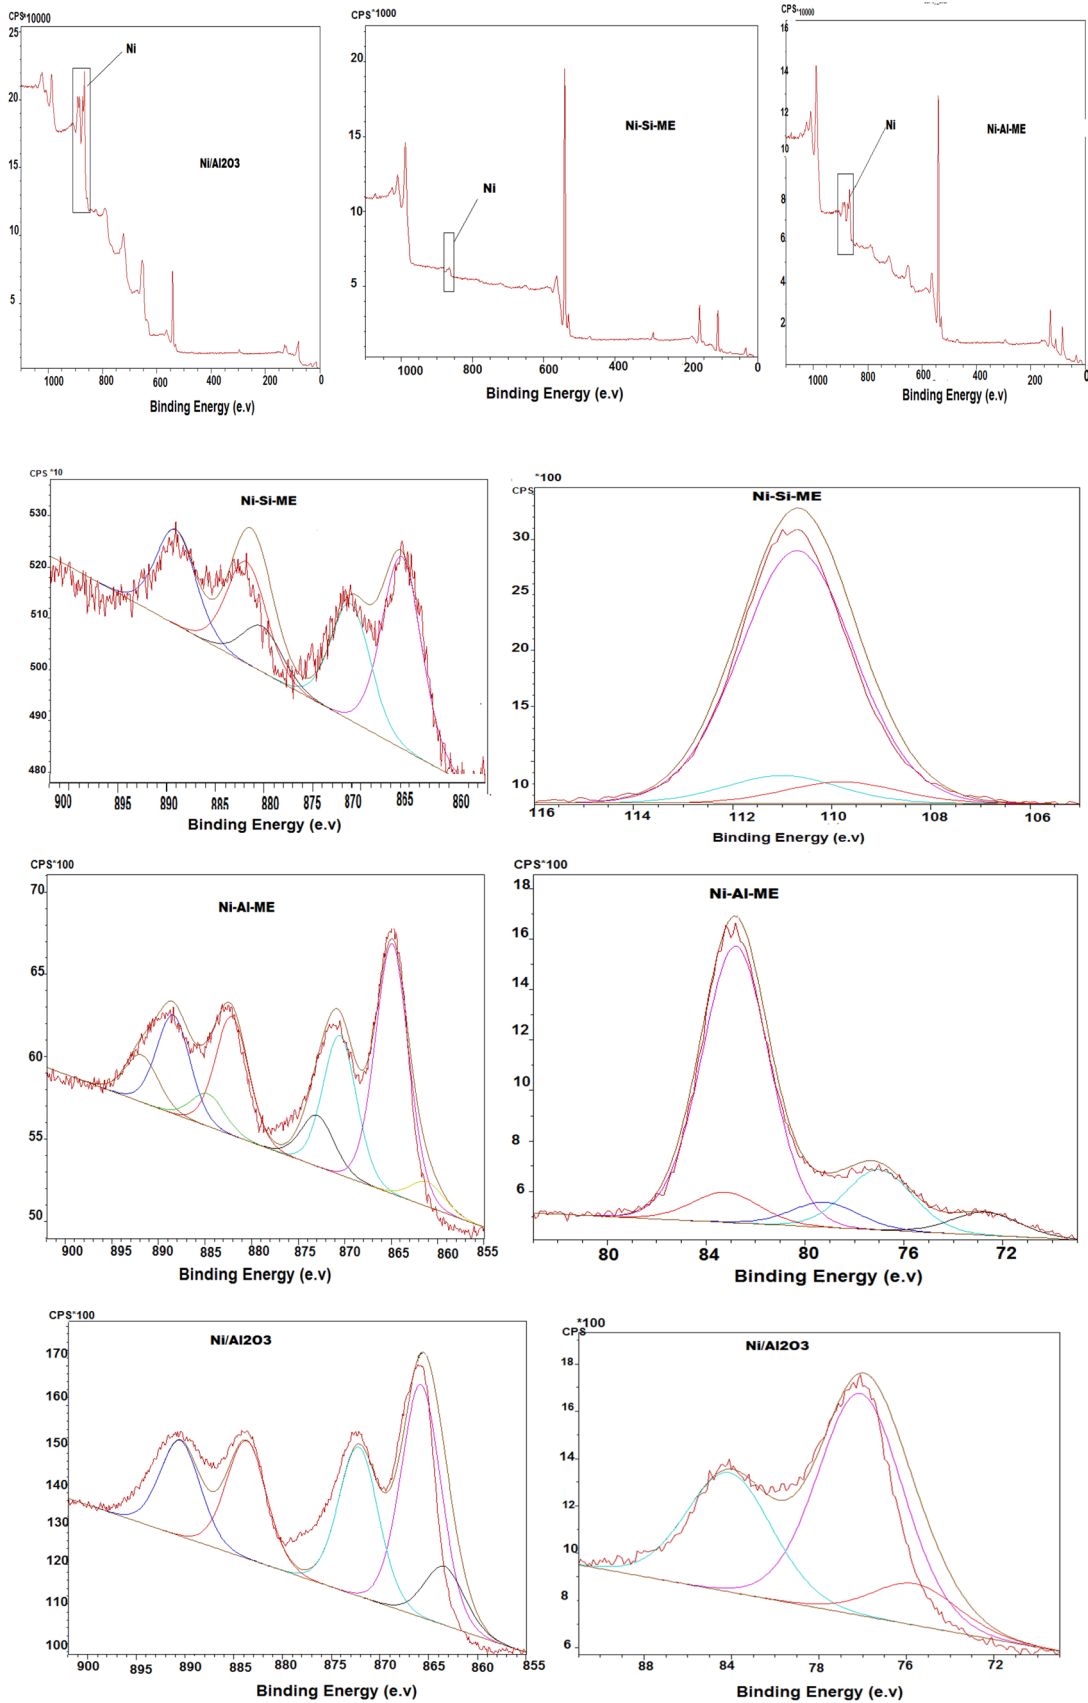 CPS*10000
25
20
15
10
5
Ni
Ni/Al2O3
1000 800 600 400 200 0
Binding Energy (e.v)
CPS*1000
20
15
10
5
Ni-Si-ME
Ni
1000 800 600 400 200 0
Binding Energy (e.v)
CPS*10000
16
14
12
10
8
6
4
2
Ni
Ni-Al-ME
1000 800 600 400 200 0
Binding Energy (e.v)
CPS *10
Ni-Si-ME
530
520
510
500
490
480
900 895 890 885 880 875 870 865 860
Binding Energy (e.v)
*100
CPS
Ni-Si-ME
30
25
20
15
10
116 114 112 110 108 106
Binding Energy (e.v)
CPS*100
70
Ni-Al-ME
65
60
55
50
900 895 890 885 880 875 870 865 860 855
Binding Energy (e.v)
CPS*100
18
Ni-Al-ME
16
14
12
10
8
6
80 84 80 76 72
Binding Energy (e.v)
CPS*100
Ni/Al2O3
170
160
150
140
130
120
110
100
900 895 890 884 880 875 870 865 860 855
Binding Energy (e.v)
*100
CPS
Ni/Al2O3
18
16
14
12
10
8
6
88 84 78 76 72
Binding Energy (e.v)